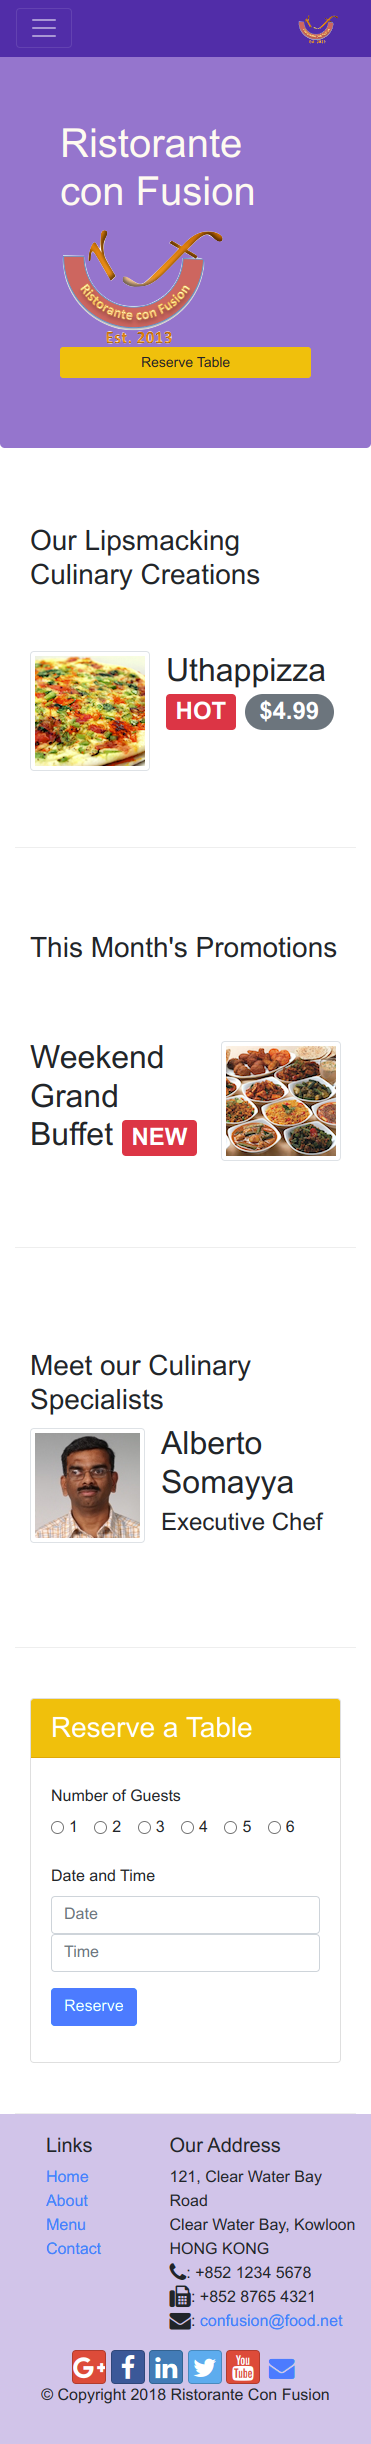 Ristorante
con Fusion
Ristorante con Fusion
Est. 2013
Reserve Table
Our Lipsmacking
Culinary Creations
Uthappizza
HOT $4.99
This Month's Promotions
Weekend
Grand
Buffet NEW
Meet our Culinary
Specialists
Alberto
Somayya
Executive Chef
Reserve a Table
Number of Guests
1 2 3 4 5 6
Date and Time
Date
Time
Reserve
Links
Home
About
Menu
Contact
Our Address
121, Clear Water Bay
Road
Clear Water Bay, Kowloon
HONG KONG
: +852 1234 5678
: +852 8765 4321
: confusion@food.net
G+ f in You Tube
© Copyright 2018 Ristorante Con Fusion